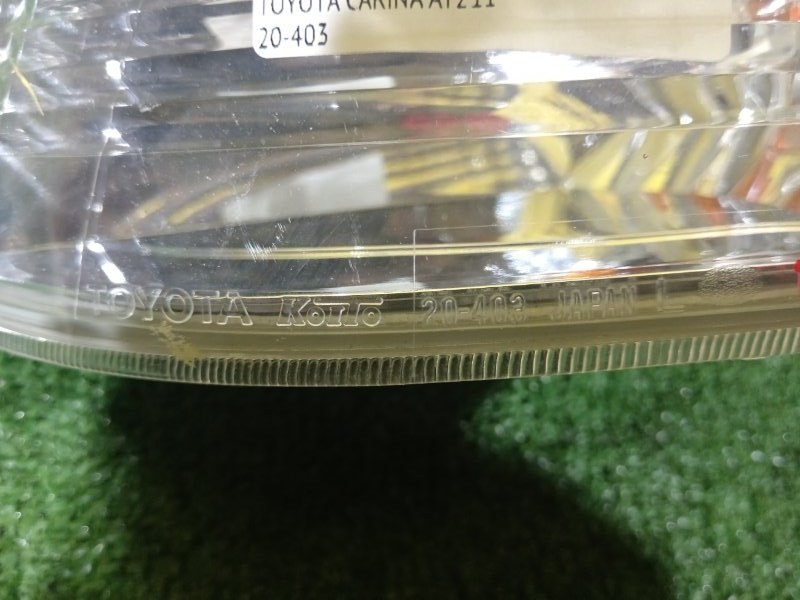 TOYOTA CARINA AT211
20-403
TOYOTA KOITO 20-403 JAPAN L